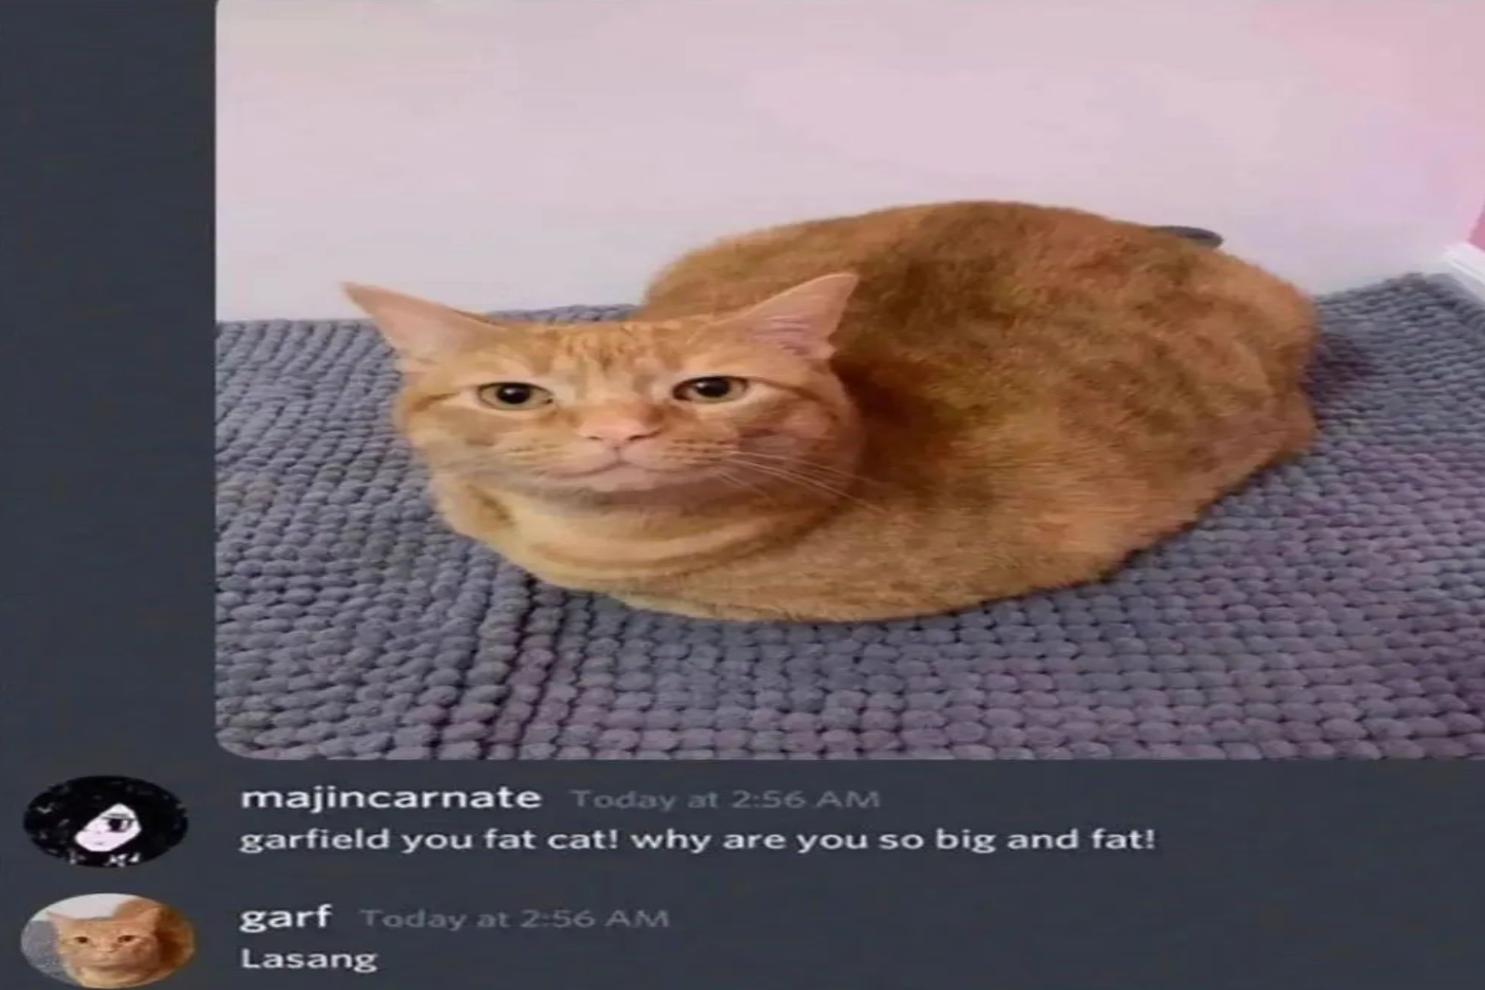 majincarnate Today at 2:56 AM
garfield you fat cat! why are you so big and fat!
garf Today at 2:56 AM
Lasang